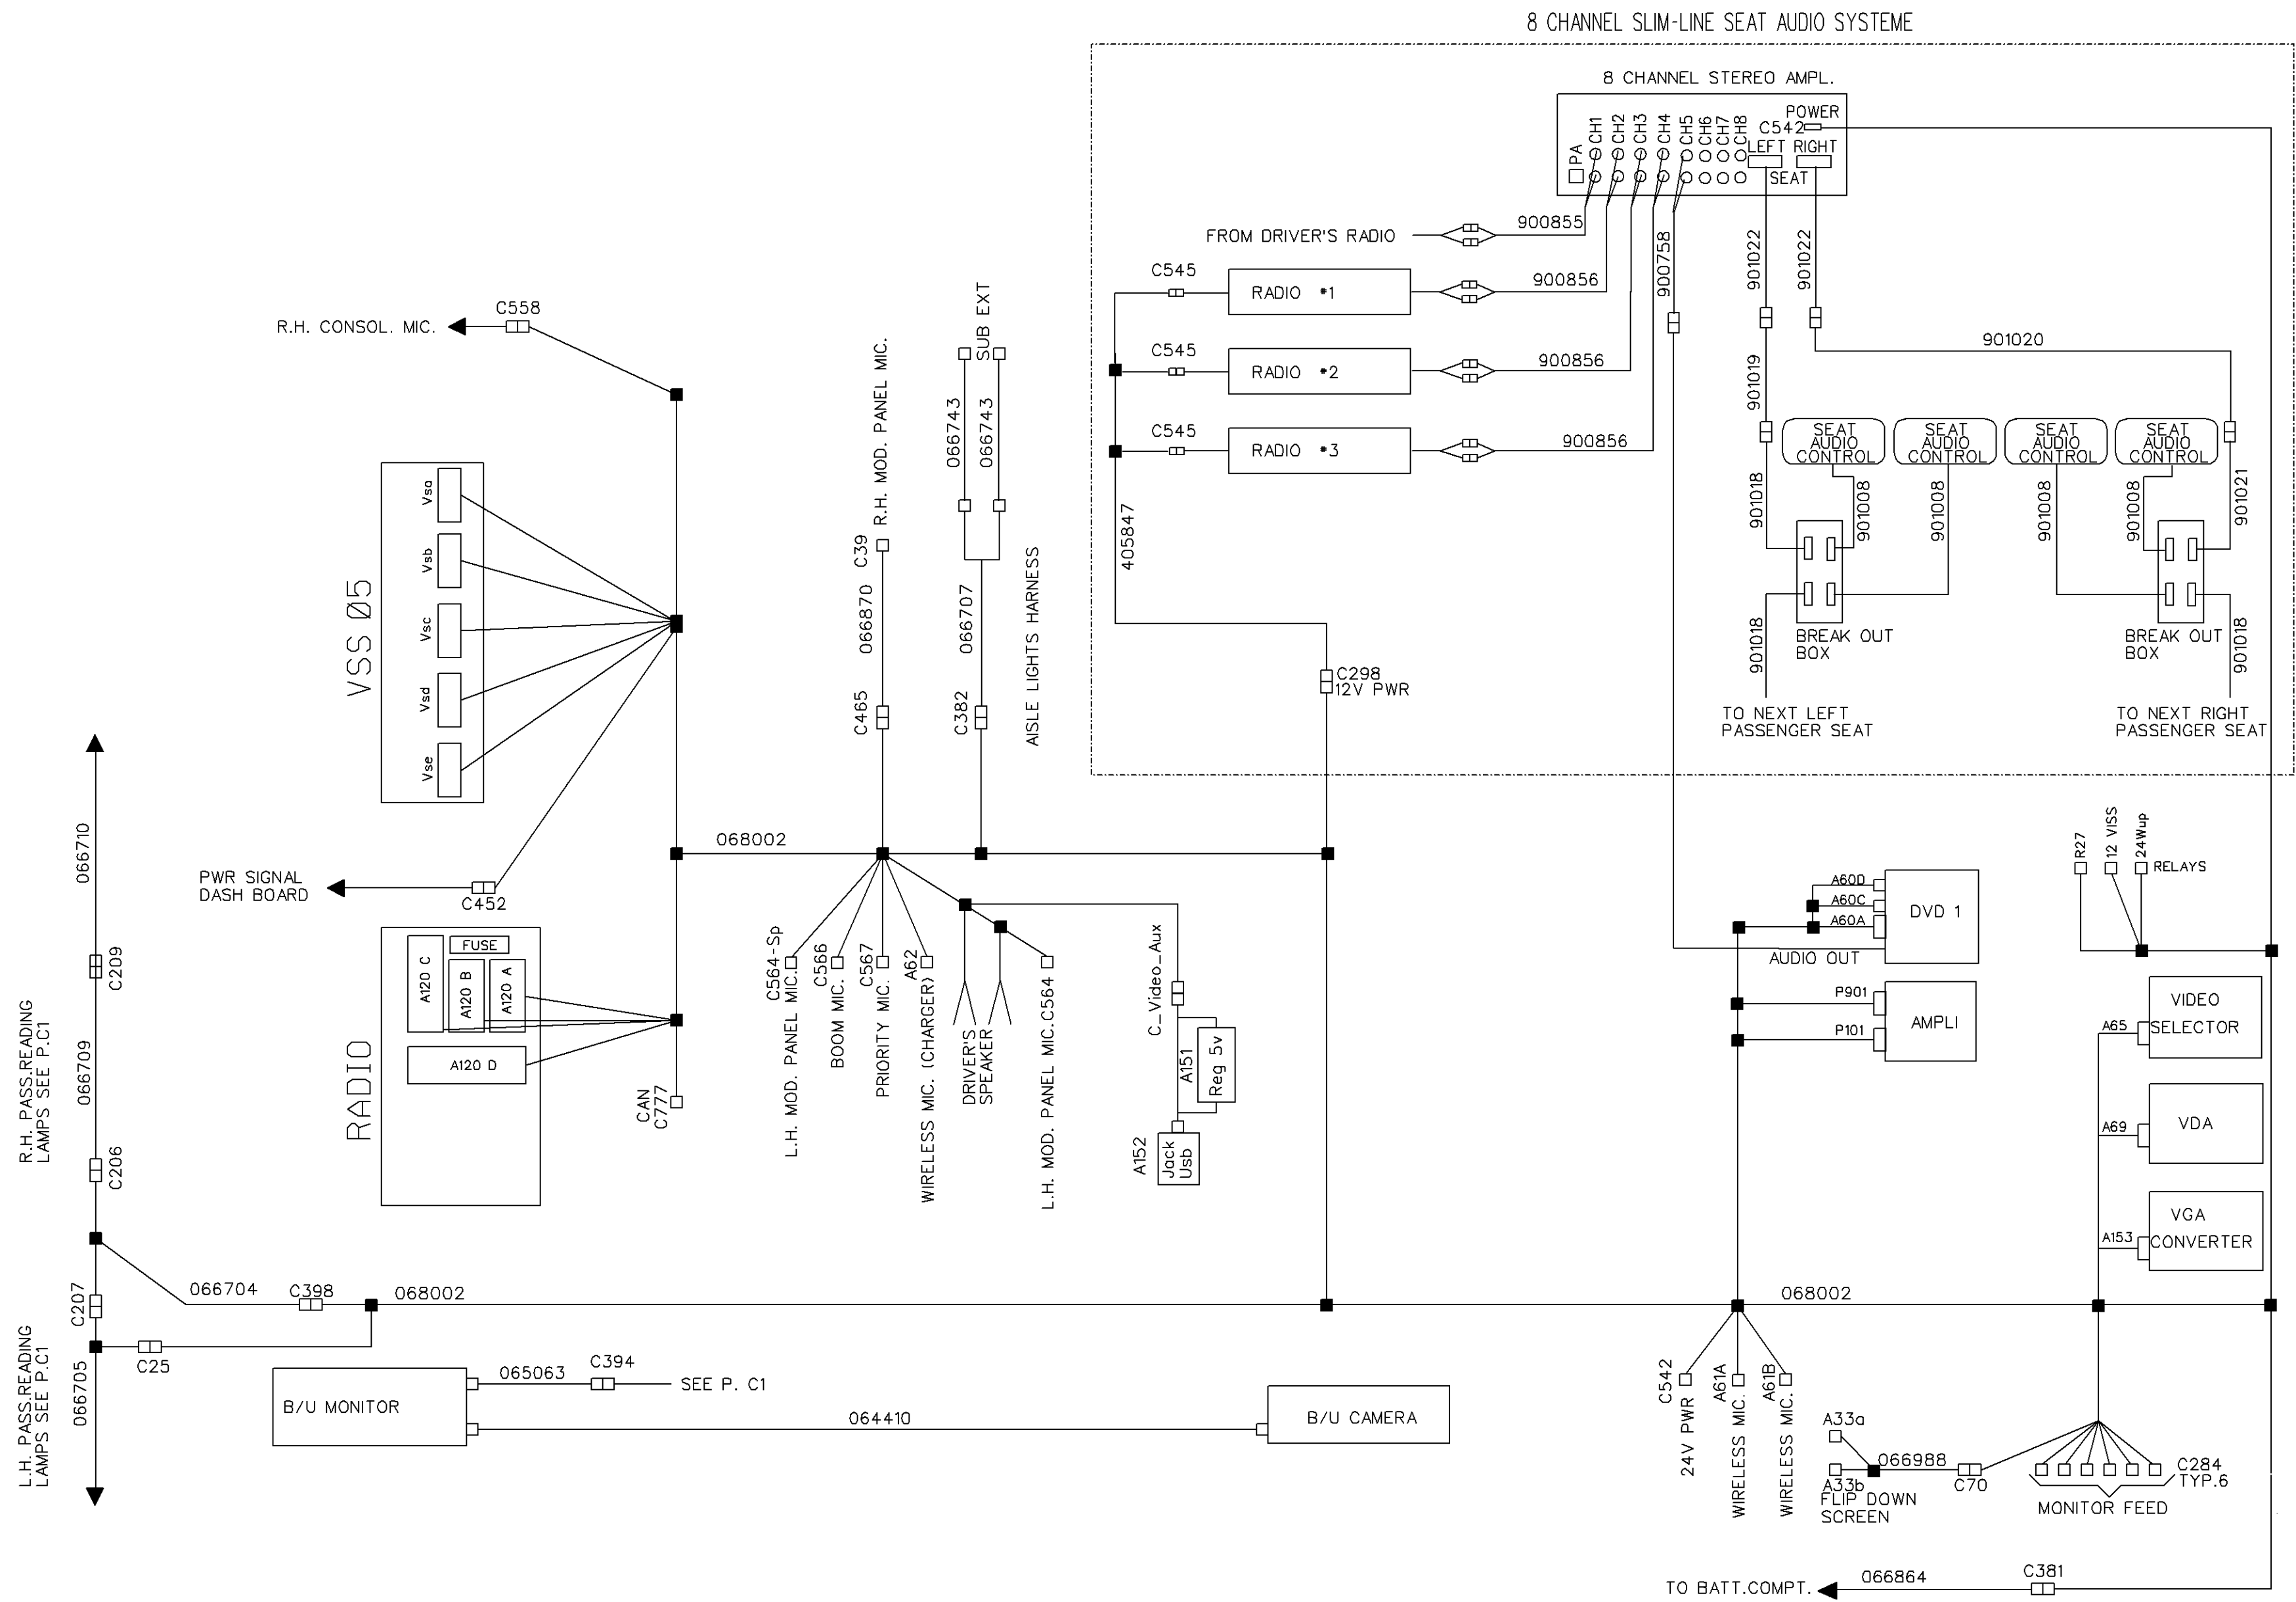 8 CHANNEL SLIM-LINE SEAT AUDIO SYSTEME
8 CHANNEL STEREO AMPL.
POWER
C542
PA
CH1
CH2
CH3
CH4
CH5
CH6
CH7
CH8
LEFT RIGHT
SEAT
FROM DRIVER'S RADIO
900855
C545
RADIO *1
900856
C545
RADIO *2
900856
C545
RADIO *3
900856
900758
901022
901022
901020
901019
SEAT
AUDIO
CONTROL
SEAT
AUDIO
CONTROL
SEAT
AUDIO
CONTROL
SEAT
AUDIO
CONTROL
901018
901008
901008
901008
901008
901021
BREAK OUT
BOX
BREAK OUT
BOX
901018
901018
TO NEXT LEFT
PASSENGER SEAT
TO NEXT RIGHT
PASSENGER SEAT
405847
C298
12V PWR
C558
R.H. CONSOL. MIC.
VSS 05
Vsa
Vsb
Vsc
Vsd
Vse
R.H. MOD. PANEL MIC.
C39
066870
C465
SUB EXT
066743
066743
066707
C382
AISLE LIGHTS HARNESS
068002
PWR SIGNAL
DASH BOARD
C452
RADIO
FUSE
A120 C
A120 B
A120 A
A120 D
CAN
C777
C564-Sp
L.H. MOD. PANEL MIC.
C566
BOOM MIC.
C567
PRIORITY MIC.
A62
WIRELESS MIC. (CHARGER)
DRIVER'S
SPEAKER
L.H. MOD. PANEL MIC.C564
C_Video_Aux
A151
Reg 5v
A152
Jack
Usb
066710
C209
066709
R.H. PASS.READING
LAMPS SEE P.C1
C206
066704
C398
068002
C207
C25
L.H. PASS.READING
LAMPS SEE P.C1
066705
B/U MONITOR
065063
C394
SEE P. C1
064410
B/U CAMERA
R27
12 VISS
24Wup
RELAYS
A60D
A60C
A60A
DVD 1
AUDIO OUT
P901
P101
AMPLI
A65
VIDEO
SELECTOR
A69
VDA
A153
VGA
CONVERTER
068002
C542
24V PWR
A61A
WIRELESS MIC.
A61B
WIRELESS MIC.
A33a
A33b
FLIP DOWN
SCREEN
066988
C70
C284
TYP.6
MONITOR FEED
TO BATT.COMPT.
066864
C381